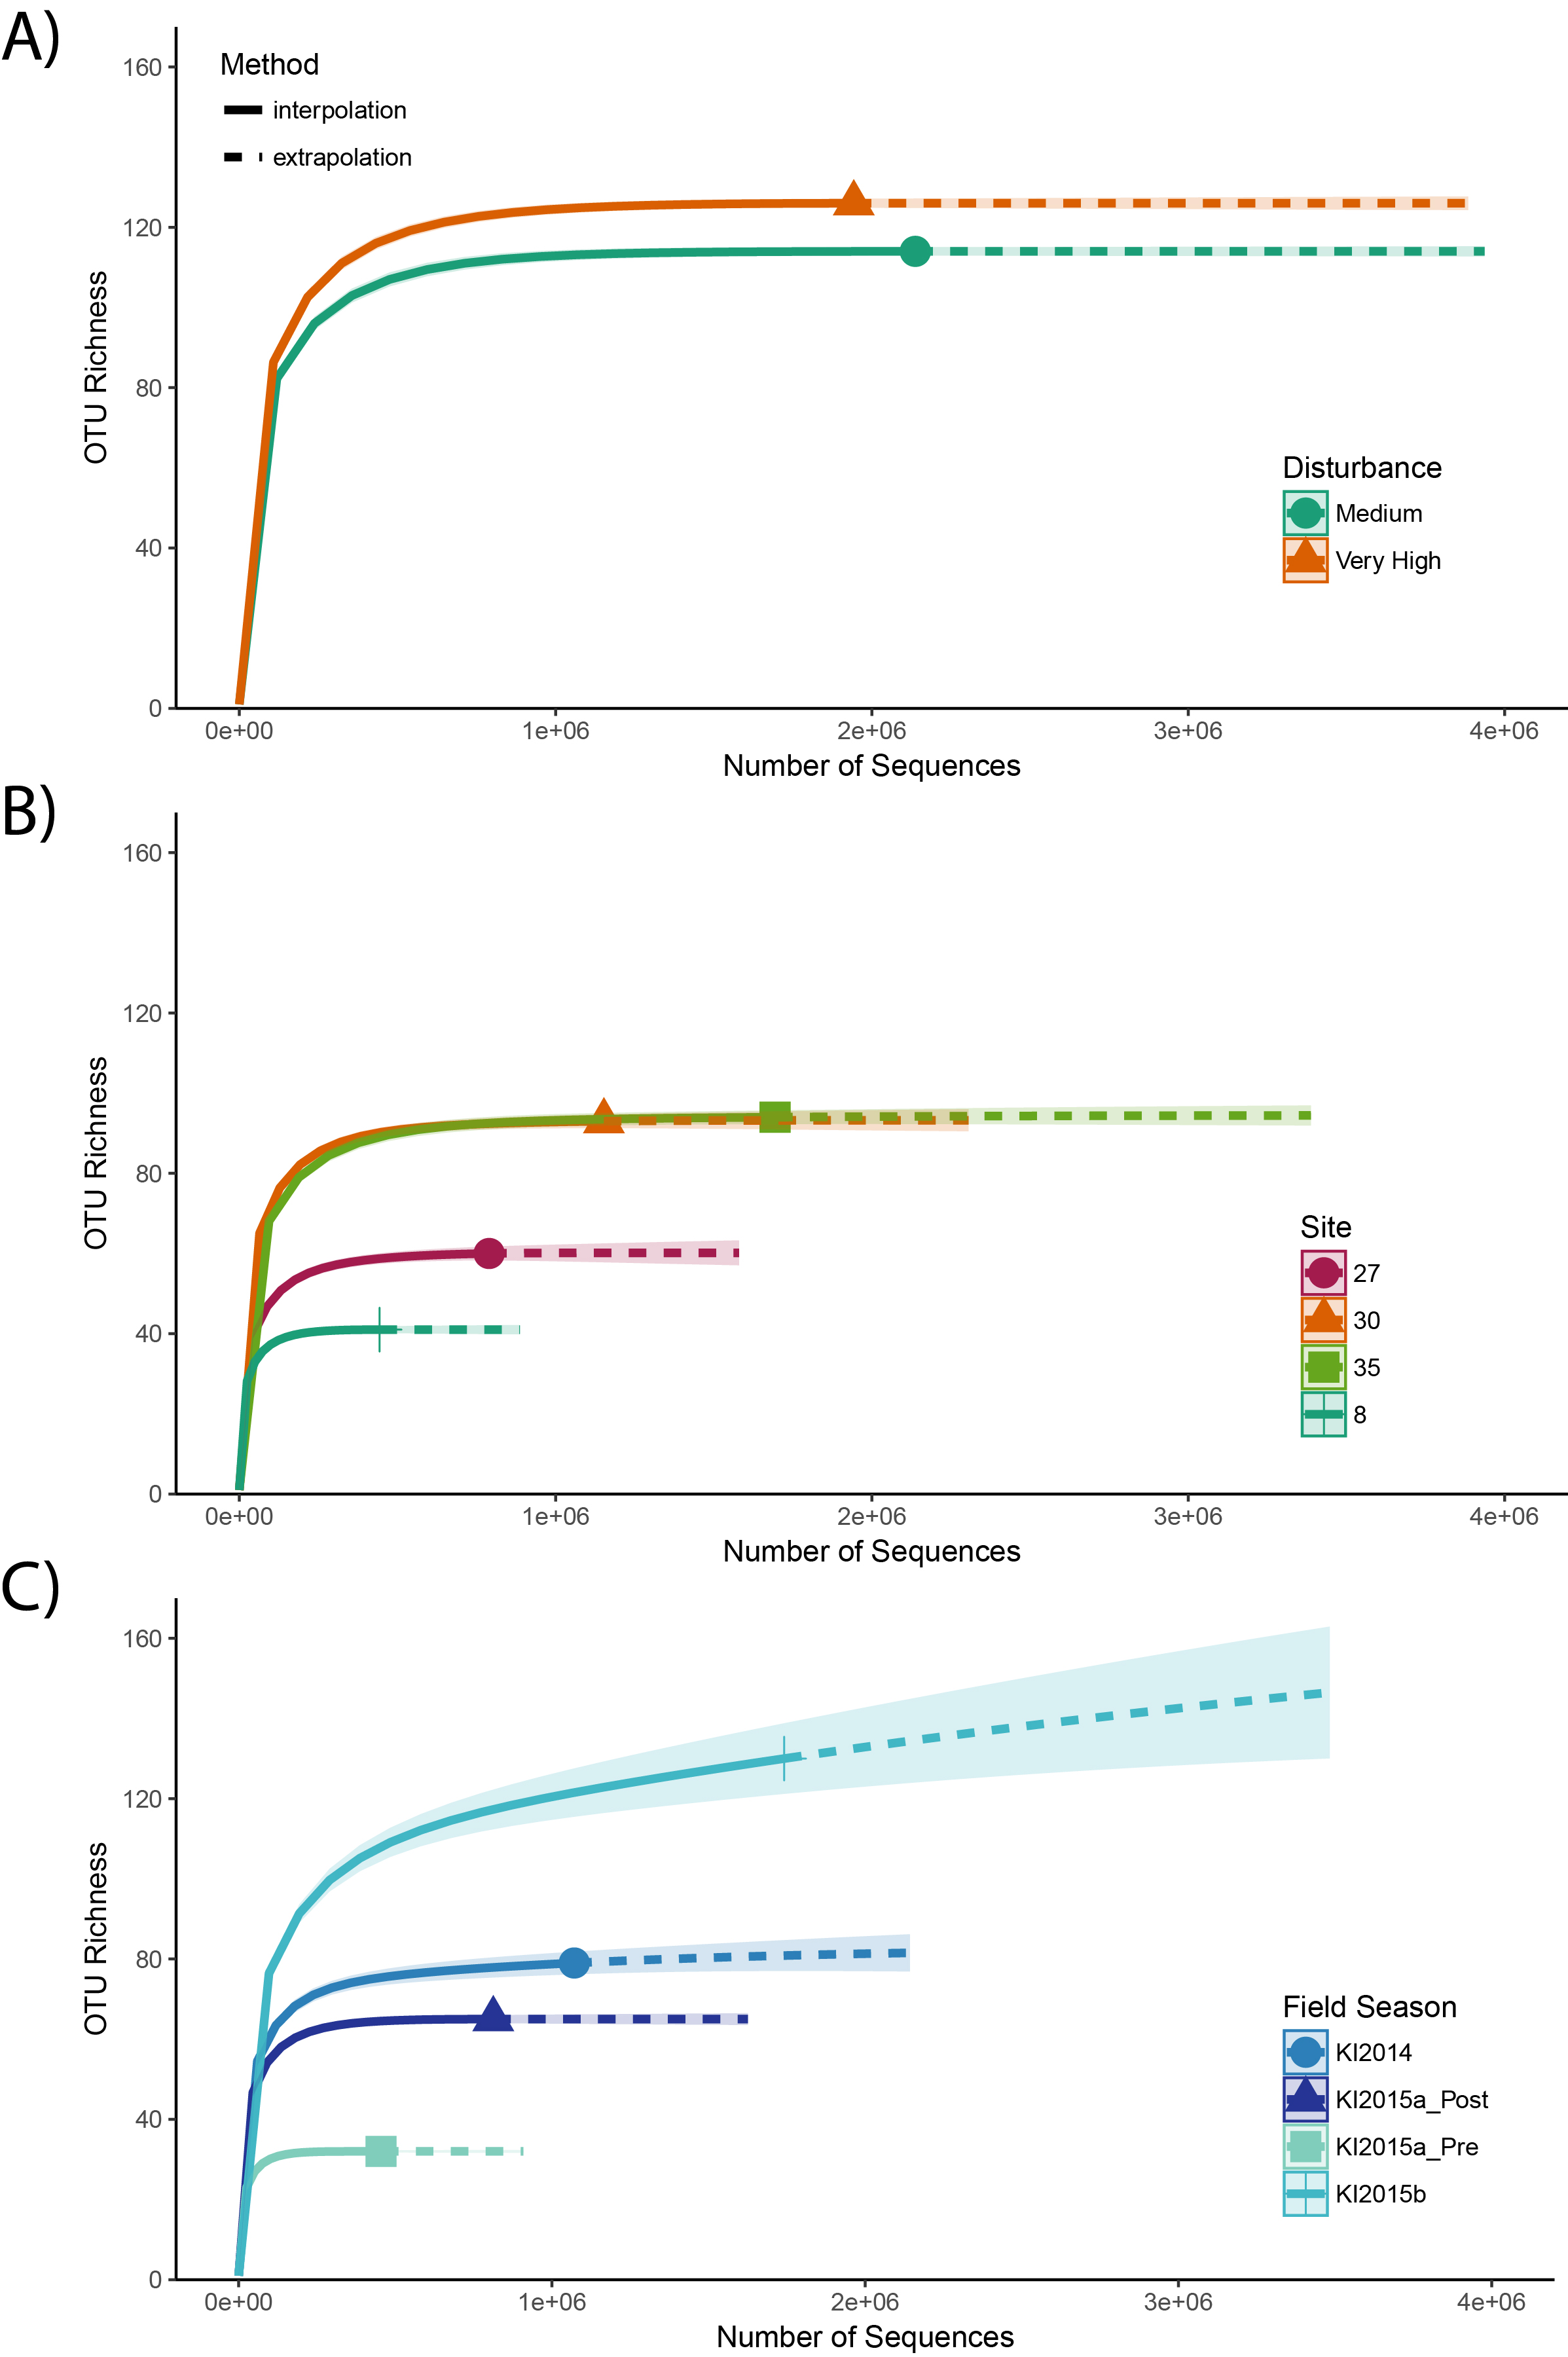 A)
Method
interpolation
extrapolation
160
120
80
40
0
OTU Richness
Disturbance
Medium
Very High
0e+00 1e+06 2e+06 3e+06 4e+06
Number of Sequences
B)
160
120
80
40
0
OTU Richness
Site
27
30
35
8
0e+00 1e+06 2e+06 3e+06 4e+06
Number of Sequences
C)
160
120
80
40
0
OTU Richness
Field Season
KI2014
KI2015a_Post
KI2015a_Pre
KI2015b
0e+00 1e+06 2e+06 3e+06 4e+06
Number of Sequences